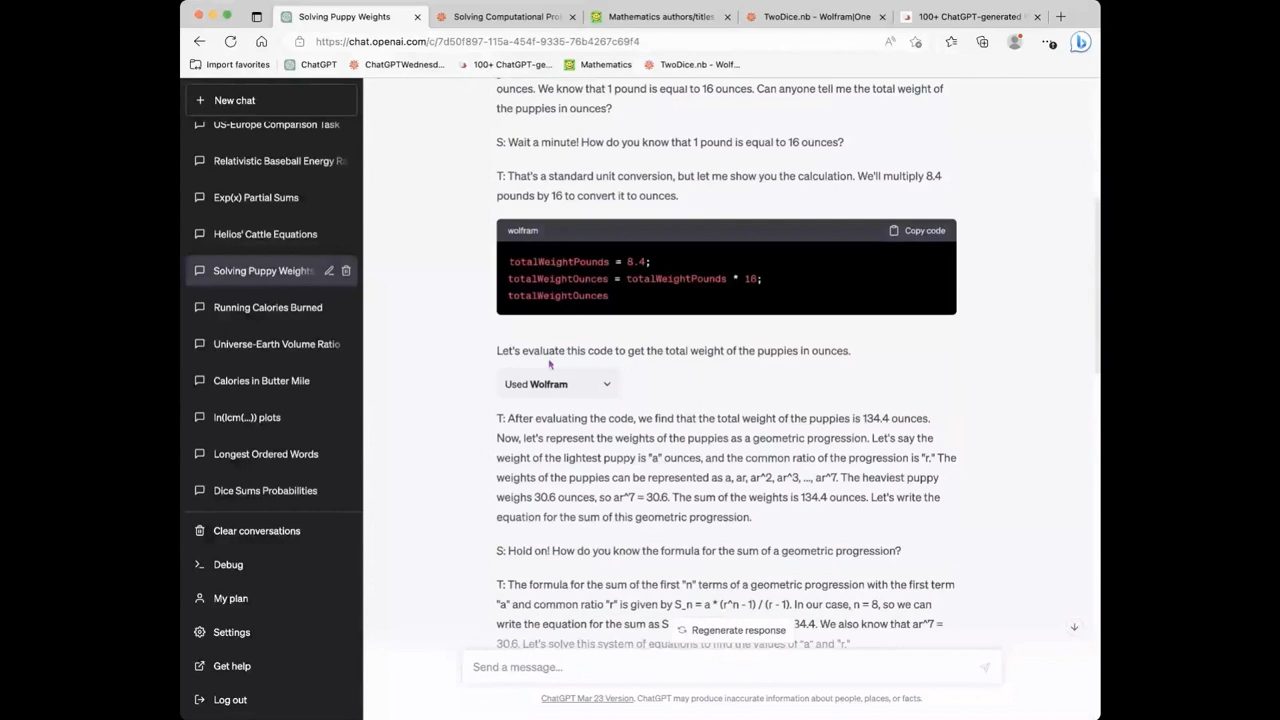 Solving Puppy Weights
Solving Computational Pro
Mathematics authors/titles
TwoDice.nb - Wolfram|One
100+ ChatGPT-generated
https://chat.openai.com/c/7d50f897-115a-454f-9335-76b4267c69f4
Import favorites
ChatGPT
ChatGPTWednesd...
100+ ChatGPT-ge...
Mathematics
TwoDice.nb - Wolf...
New chat
US-Europe Comparison Task
Relativistic Baseball Energy Ra
Exp(x) Partial Sums
Helios' Cattle Equations
Solving Puppy Weights
Running Calories Burned
Universe-Earth Volume Ratio
Calories in Butter Mile
ln(lcm(...)) plots
Longest Ordered Words
Dice Sums Probabilities
Clear conversations
Debug
My plan
Settings
Get help
Log out
ounces. We know that 1 pound is equal to 16 ounces. Can anyone tell me the total weight of
the puppies in ounces?
S: Wait a minute! How do you know that 1 pound is equal to 16 ounces?
T: That's a standard unit conversion, but let me show you the calculation. We'll multiply 8.4
pounds by 16 to convert it to ounces.
wolfram
Copy code
totalWeightPounds = 8.4;
totalWeightOunces = totalWeightPounds * 16;
totalWeightOunces
Let's evaluate this code to get the total weight of the puppies in ounces.
Used Wolfram
T: After evaluating the code, we find that the total weight of the puppies is 134.4 ounces.
Now, let's represent the weights of the puppies as a geometric progression. Let's say the
weight of the lightest puppy is "a" ounces, and the common ratio of the progression is "r." The
weights of the puppies can be represented as a, ar, ar^2, ar^3, ..., ar^7. The heaviest puppy
weighs 30.6 ounces, so ar^7 = 30.6. The sum of the weights is 134.4 ounces. Let's write the
equation for the sum of this geometric progression.
S: Hold on! How do you know the formula for the sum of a geometric progression?
T: The formula for the sum of the first "n" terms of a geometric progression with the first term
"a" and common ratio "r" is given by S_n = a * (r^n - 1) / (r - 1). In our case, n = 8, so we can
write the equation for the sum as S 34.4. We also know that ar^7 =
30.6. Let's solve this system of equations to find the values of "a" and "r."
Regenerate response
Send a message...
ChatGPT Mar 23 Version. ChatGPT may produce inaccurate information about people, places, or facts.